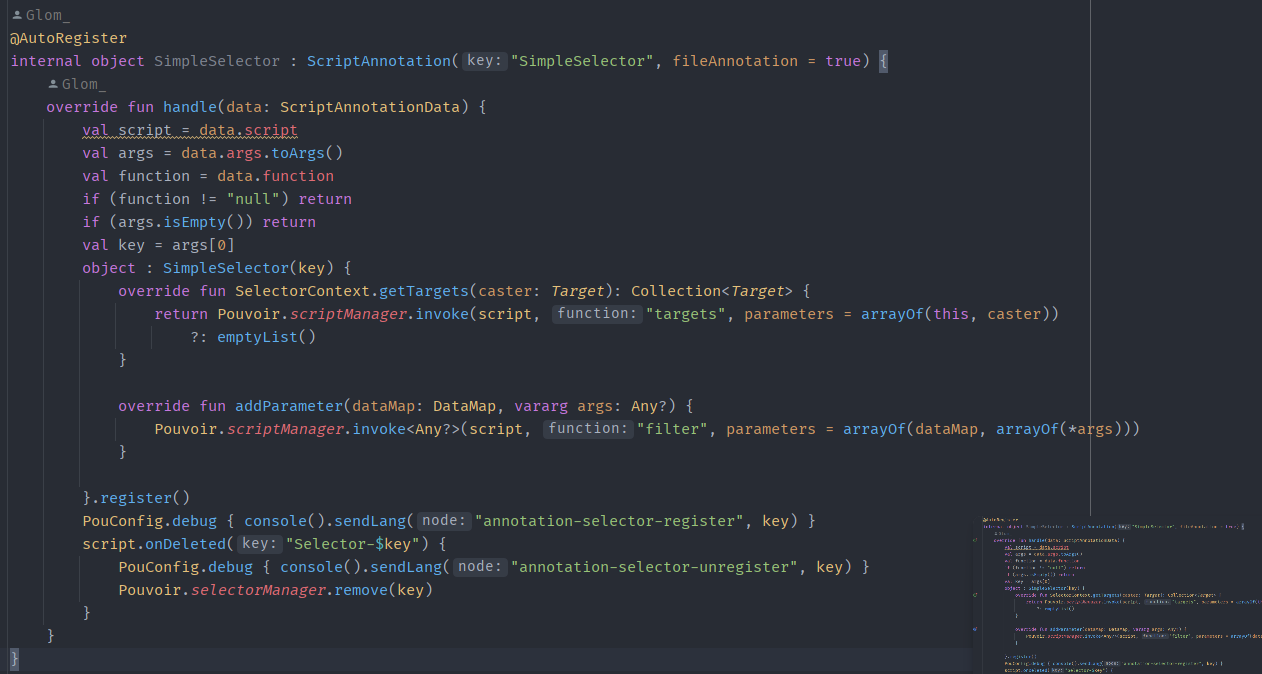 Glom_
@AutoRegister
internal object SimpleSelector : ScriptAnnotation( key: "SimpleSelector", fileAnnotation = true) {
Glom_
override fun handle(data: ScriptAnnotationData) {
val script = data.script
val args = data.args.toArgs()
val function = data.function
if (function != "null") return
if (args.isEmpty()) return
val key = args[0]
object : SimpleSelector(key) {
override fun SelectorContext.getTargets(caster: Target): Collection<Target> {
return Pouvoir.scriptManager.invoke(script, function: "targets", parameters = arrayOf(this, caster))
?: emptyList()
}
override fun addParameter(dataMap: DataMap, vararg args: Any?) {
Pouvoir.scriptManager.invoke<Any?>(script, function: "filter", parameters = arrayOf(dataMap, arrayOf(*args)))
}
}.register()
PouConfig.debug { console().sendLang( node: "annotation-selector-register", key) }
script.onDeleted( key: "Selector-$key") {
PouConfig.debug { console().sendLang( node: "annotation-selector-unregister", key) }
Pouvoir.selectorManager.remove(key)
}
}
}